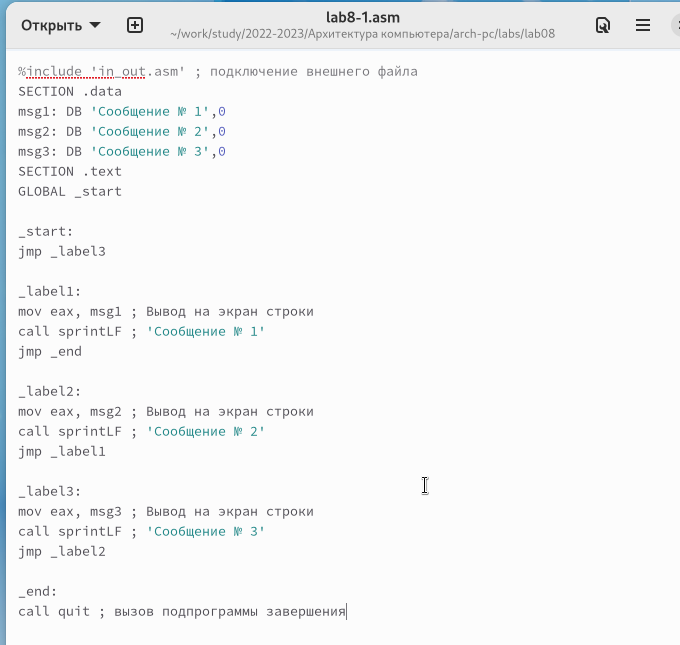 Открыть
lab8-1.asm
~/work/study/2022-2023/Архитектура компьютера/arch-pc/labs/lab08
%include 'in_out.asm' ; подключение внешнего файла
SECTION .data
msg1: DB 'Сообщение № 1',0
msg2: DB 'Сообщение № 2',0
msg3: DB 'Сообщение № 3',0
SECTION .text
GLOBAL _start
_start:
jmp _label3
_label1:
mov eax, msg1 ; Вывод на экран строки
call sprintLF ; 'Сообщение № 1'
jmp _end
_label2:
mov eax, msg2 ; Вывод на экран строки
call sprintLF ; 'Сообщение № 2'
jmp _label1
_label3:
mov eax, msg3 ; Вывод на экран строки
call sprintLF ; 'Сообщение № 3'
jmp _label2
_end:
call quit ; вызов подпрограммы завершения